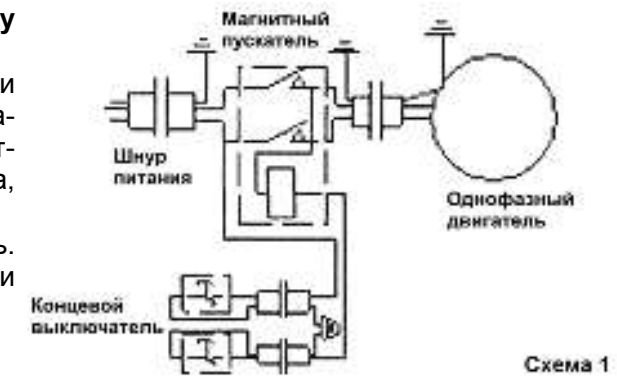 у
и
а-
т-
а,
ь.
и
Магнитный
пускатель
Шнур
питания
Однофазный
двигатель
Концевой
выключатель
Схема 1